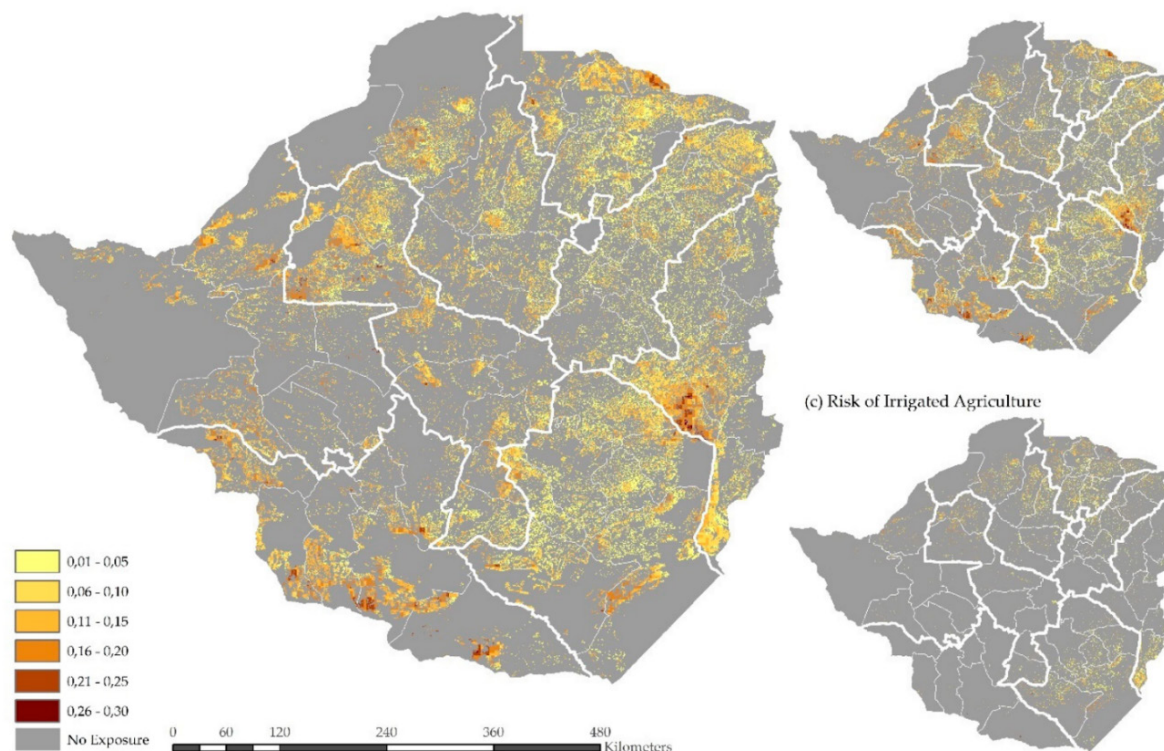 (c) Risk of Irrigated Agriculture
0,01 - 0,05
0,06 - 0,10
0,11 - 0,15
0,16 - 0,20
0,21 - 0,25
0,26 - 0,30
No Exposure
0 60 120 240 360 480
Kilometers